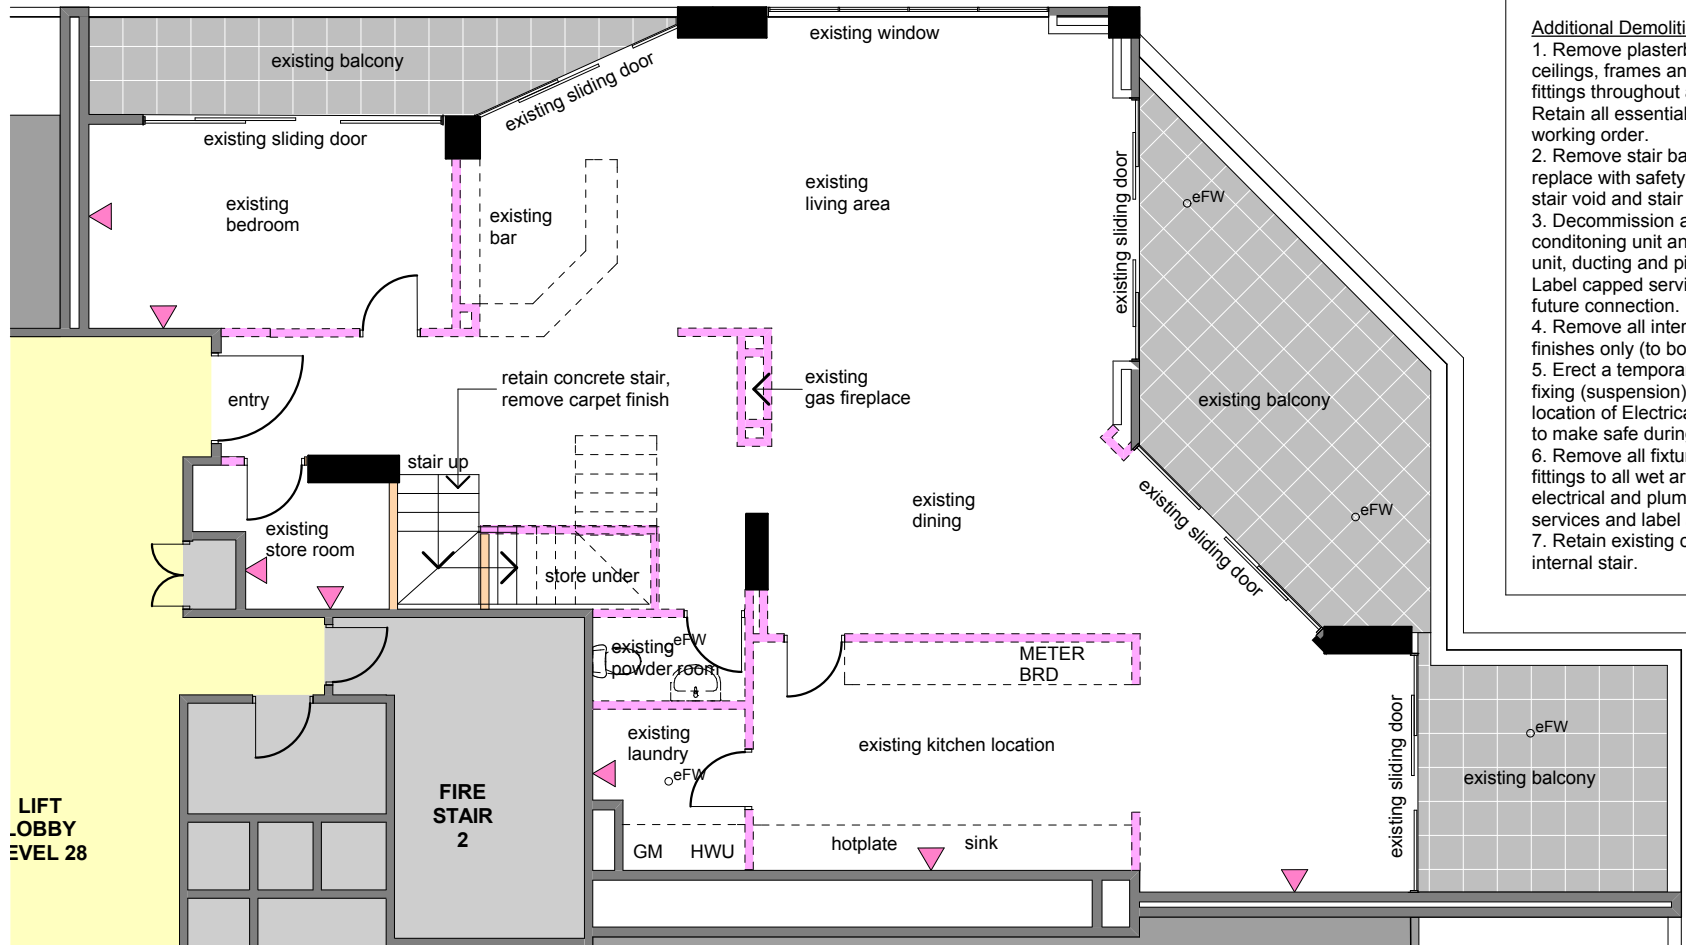 existing balcony
existing sliding door
existing sliding door
existing window
existing
bedroom
existing
bar
existing
living area
existing sliding door
eFW
existing balcony
entry
retain concrete stair,
remove carpet finish
existing
gas fireplace
stair up
existing
store room
store under
existing
dining
existing sliding door
eFW
existing
powder room
eFW
METER
BRD
existing
laundry
eFW
existing kitchen location
existing sliding door
eFW
existing balcony
GM
HWU
hotplate
sink
FIRE
STAIR
2
LIFT
LOBBY
EVEL 28
Additional Demoliti
1. Remove plasterb
ceilings, frames an
fittings throughout
Retain all essential
working order.
2. Remove stair ba
replace with safety
stair void and stair
3. Decommission a
conditoning unit an
unit, ducting and pi
Label capped servi
future connection.
4. Remove all inter
finishes only (to bo
5. Erect a tempora
fixing (suspension)
location of Electrica
to make safe during
6. Remove all fixtu
fittings to all wet ar
electrical and plum
services and label
7. Retain existing c
internal stair.